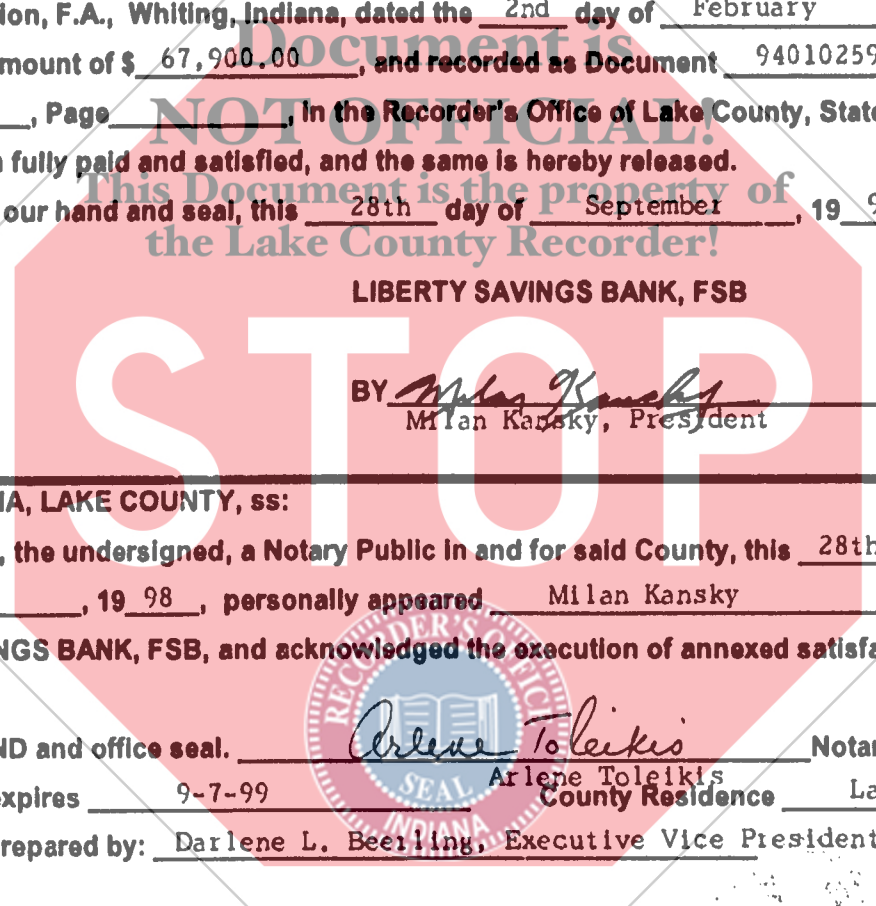 ion, F.A., Whiting, Indiana, dated the 2nd day of February
Document is
mount of $ 67,900.00, and recorded as Document 94010259
, Page , in the Recorder's Office of Lake County, State
NOT OFFICIAL!
fully paid and satisfied, and the same is hereby released.
This Document is the property of
our hand and seal, this 28th day of September, 19 9
the Lake County Recorder!
LIBERTY SAVINGS BANK, FSB
STOP
BY Milan Kansky
Milan Kansky, President
IA, LAKE COUNTY, ss:
, the undersigned, a Notary Public in and for said County, this 28th
, 19 98, personally appeared Milan Kansky
NGS BANK, FSB, and acknowledged the execution of annexed satisfa
RECORDER'S OFFICE
ND and office seal. Arlene Toleikis Notar
SEAL
Arlene Toleikis
expires 9-7-99 County Residence La
INDIANA
repared by: Darlene L. Beerling, Executive Vice President